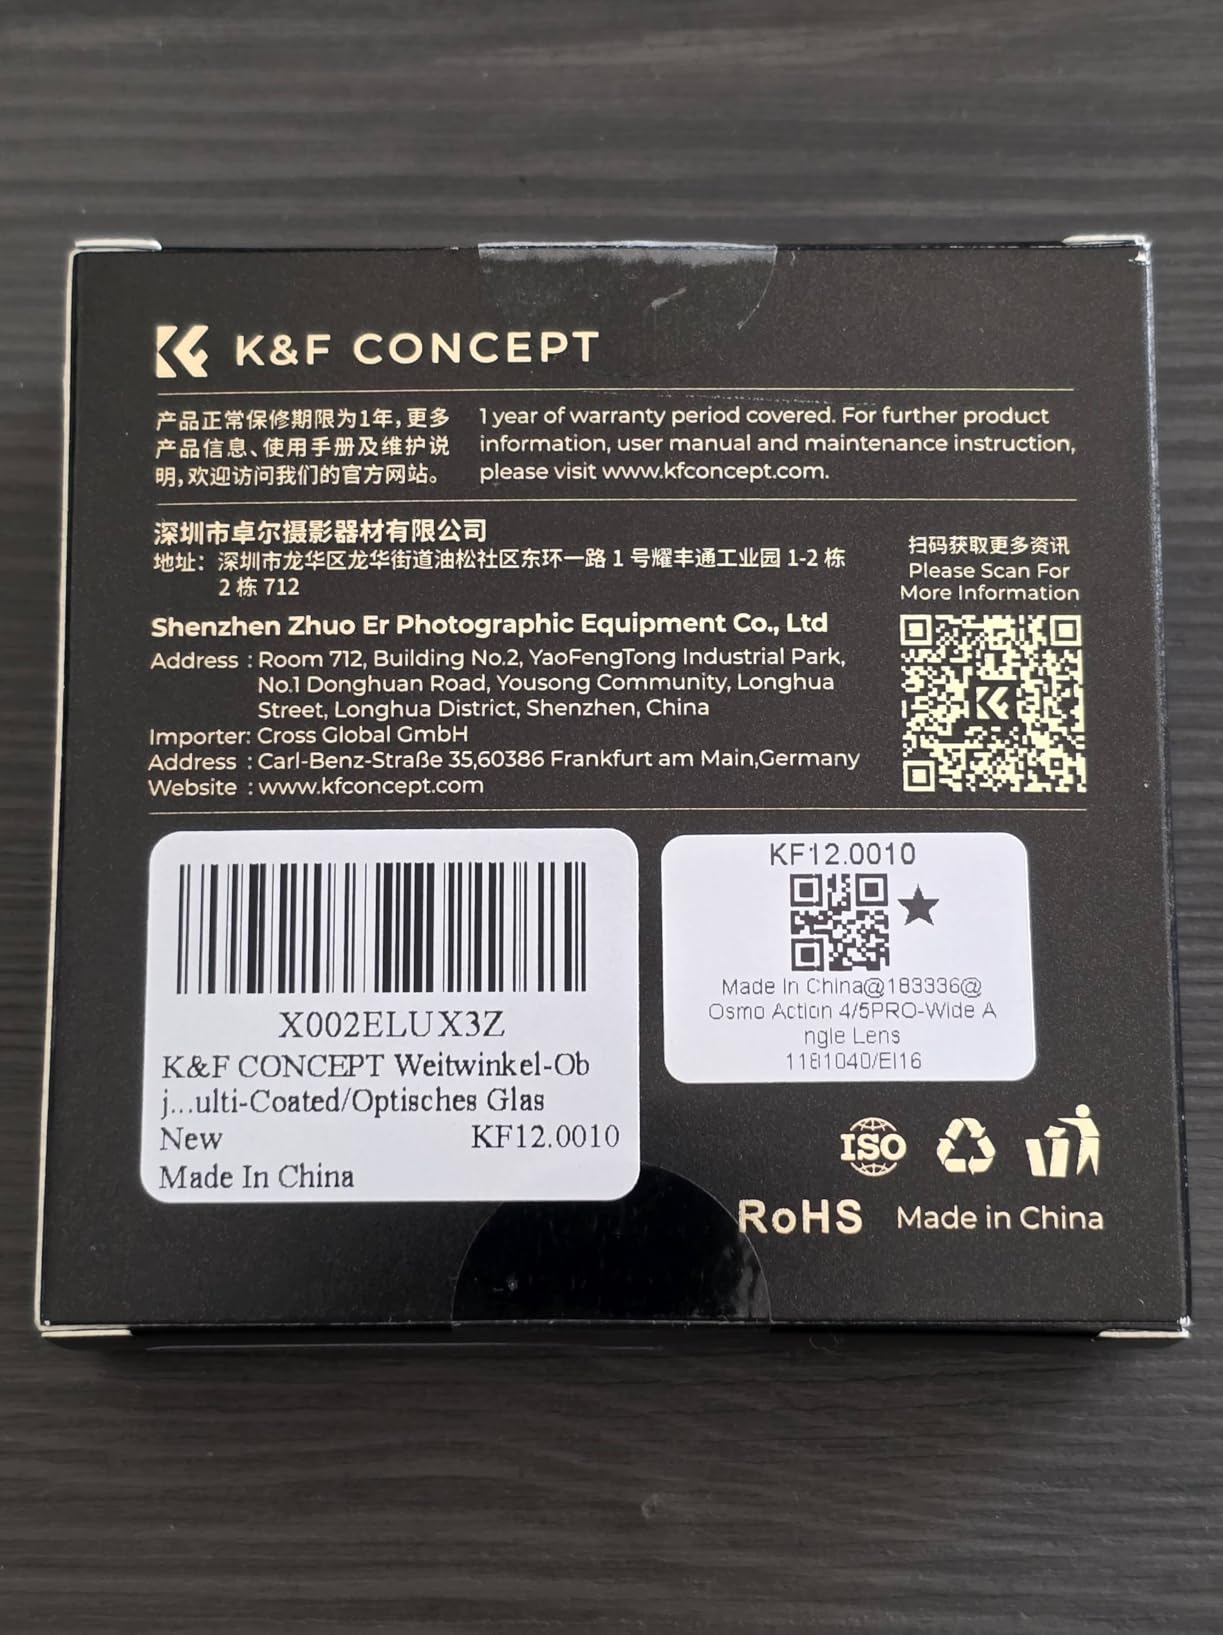 K&F CONCEPT
产品正常保修期限为1年，更多
产品信息、使用手册及维护说
明，欢迎访问我们的官方网站。
1 year of warranty period covered. For further product
information, user manual and maintenance instruction,
please visit www.kfconcept.com.
深圳市卓尔摄影器材有限公司
地址：深圳市龙华区龙华街道油松社区东环一路 1 号耀丰通工业园 1-2 栋
2 栋 712
Shenzhen Zhuo Er Photographic Equipment Co., Ltd
Address : Room 712, Building No.2, YaoFengTong Industrial Park,
No.1 Donghuan Road, Yousong Community, Longhua
Street, Longhua District, Shenzhen, China
Importer: Cross Global GmbH
Address : Carl-Benz-Straße 35,60386 Frankfurt am Main,Germany
Website : www.kfconcept.com
扫码获取更多资讯
Please Scan For
More Information
X002ELUX3Z
K&F CONCEPT Weitwinkel-Ob
j...ulti-Coated/Optisches Glas
New KF12.0010
Made In China
KF12.0010
Made In China@183336@
Osmo Action 4/5PRO-Wide A
ngle Lens
1181040/EI16
ISO
RoHS Made in China